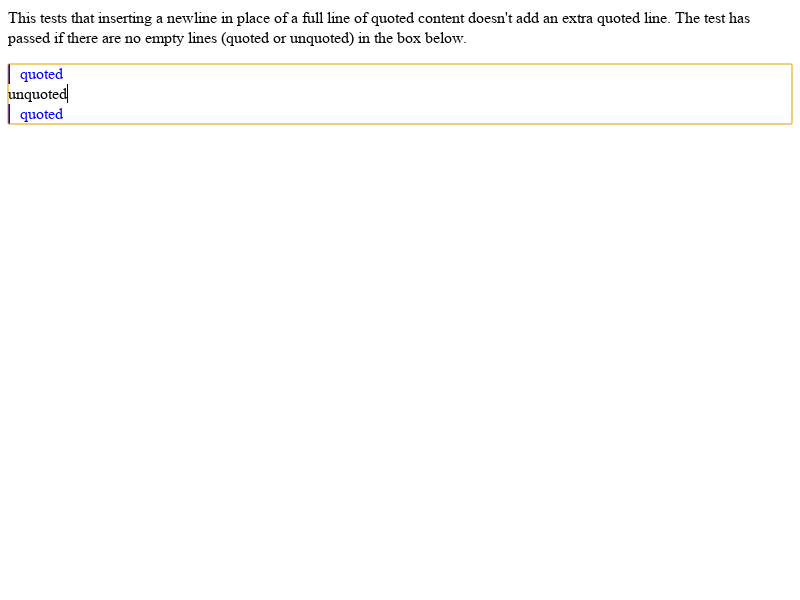 This tests that inserting a newline in place of a full line of quoted content doesn't add an extra quoted line. The test has
passed if there are no empty lines (quoted or unquoted) in the box below.
quoted
unquoted
quoted